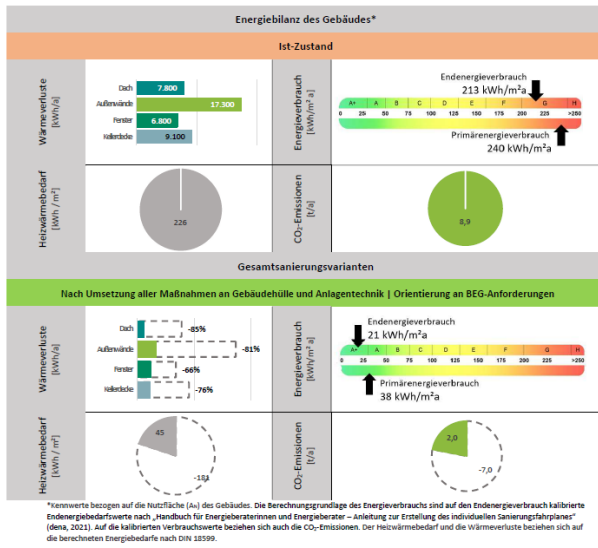 Energiebilanz des Gebäudes*
Ist-Zustand
Wärmeverluste
[kWh/a]
Dach
7.800
Außenwände
17.300
Fenster
6.800
Kellerdecke
9.100
Energieverbrauch
[kWh/m² a]
Endenergieverbrauch
213 kWh/m²a
A+ A B C D E F G H
0 25 50 75 100 125 150 175 200 225 >250
Primärenergieverbrauch
240 kWh/m²a
Heizwärmebedarf
[kWh / m²]
226
CO₂-Emissionen
[t/a]
8,9
Gesamtsanierungsvarianten
Nach Umsetzung aller Maßnahmen an Gebäudehülle und Anlagentechnik | Orientierung an BEG-Anforderungen
Wärmeverluste
[kWh/a]
Dach
-85%
Außenwände
-81%
Fenster
-66%
Kellerdecke
-76%
Energieverbrauch
[kWh/m² a]
Endenergieverbrauch
21 kWh/m²a
A+ A B C D E F G H
0 25 50 75 100 125 150 175 200 225 >250
Primärenergieverbrauch
38 kWh/m²a
Heizwärmebedarf
[kWh / m²]
45
-181
CO₂-Emissionen
[t/a]
2,0
-7,0
*Kennwerte bezogen auf die Nutzfläche (Aₙ) des Gebäudes. Die Berechnungsgrundlage des Energieverbrauchs sind auf den Endenergieverbrauch kalibrierte
Endenergiebedarfswerte nach „Handbuch für Energieberaterinnen und Energieberater – Anleitung zur Erstellung des individuellen Sanierungsfahrplanes"
(dena, 2021). Auf die kalibrierten Verbrauchswerte beziehen sich auch die CO₂-Emissionen. Der Heizwärmebedarf und die Wärmeverluste beziehen sich auf
die berechneten Energiebedarfe nach DIN 18599.